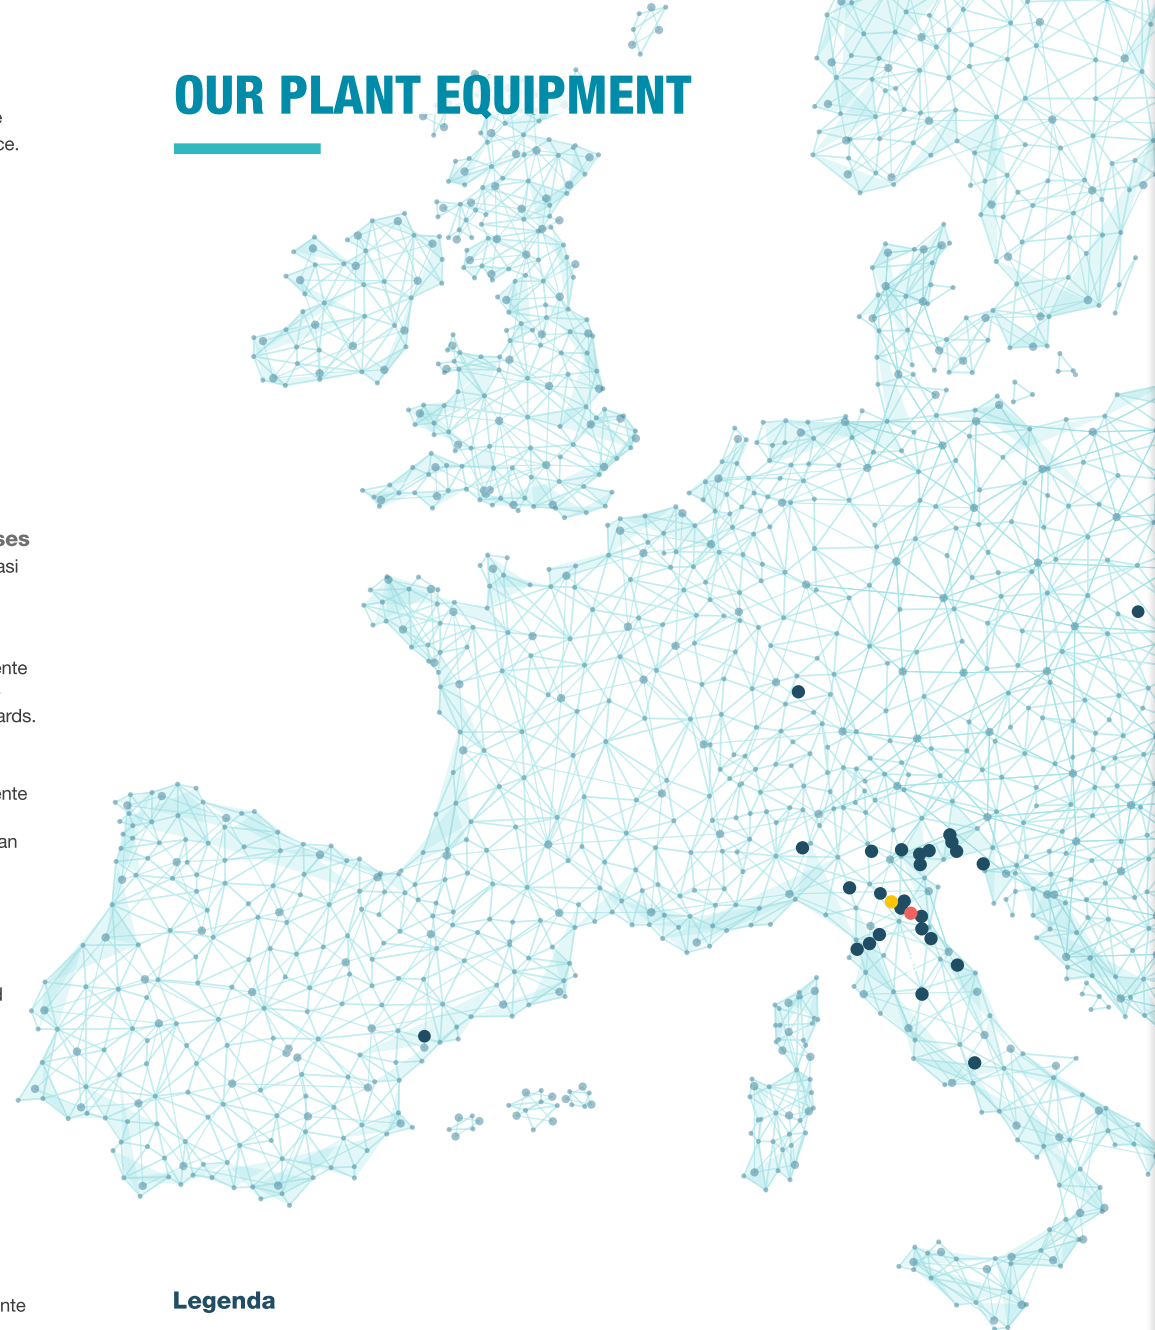 OUR PLANT EQUIPMENT
ce.
ses
asi
ente
ards.
ente
an
nte
Legenda